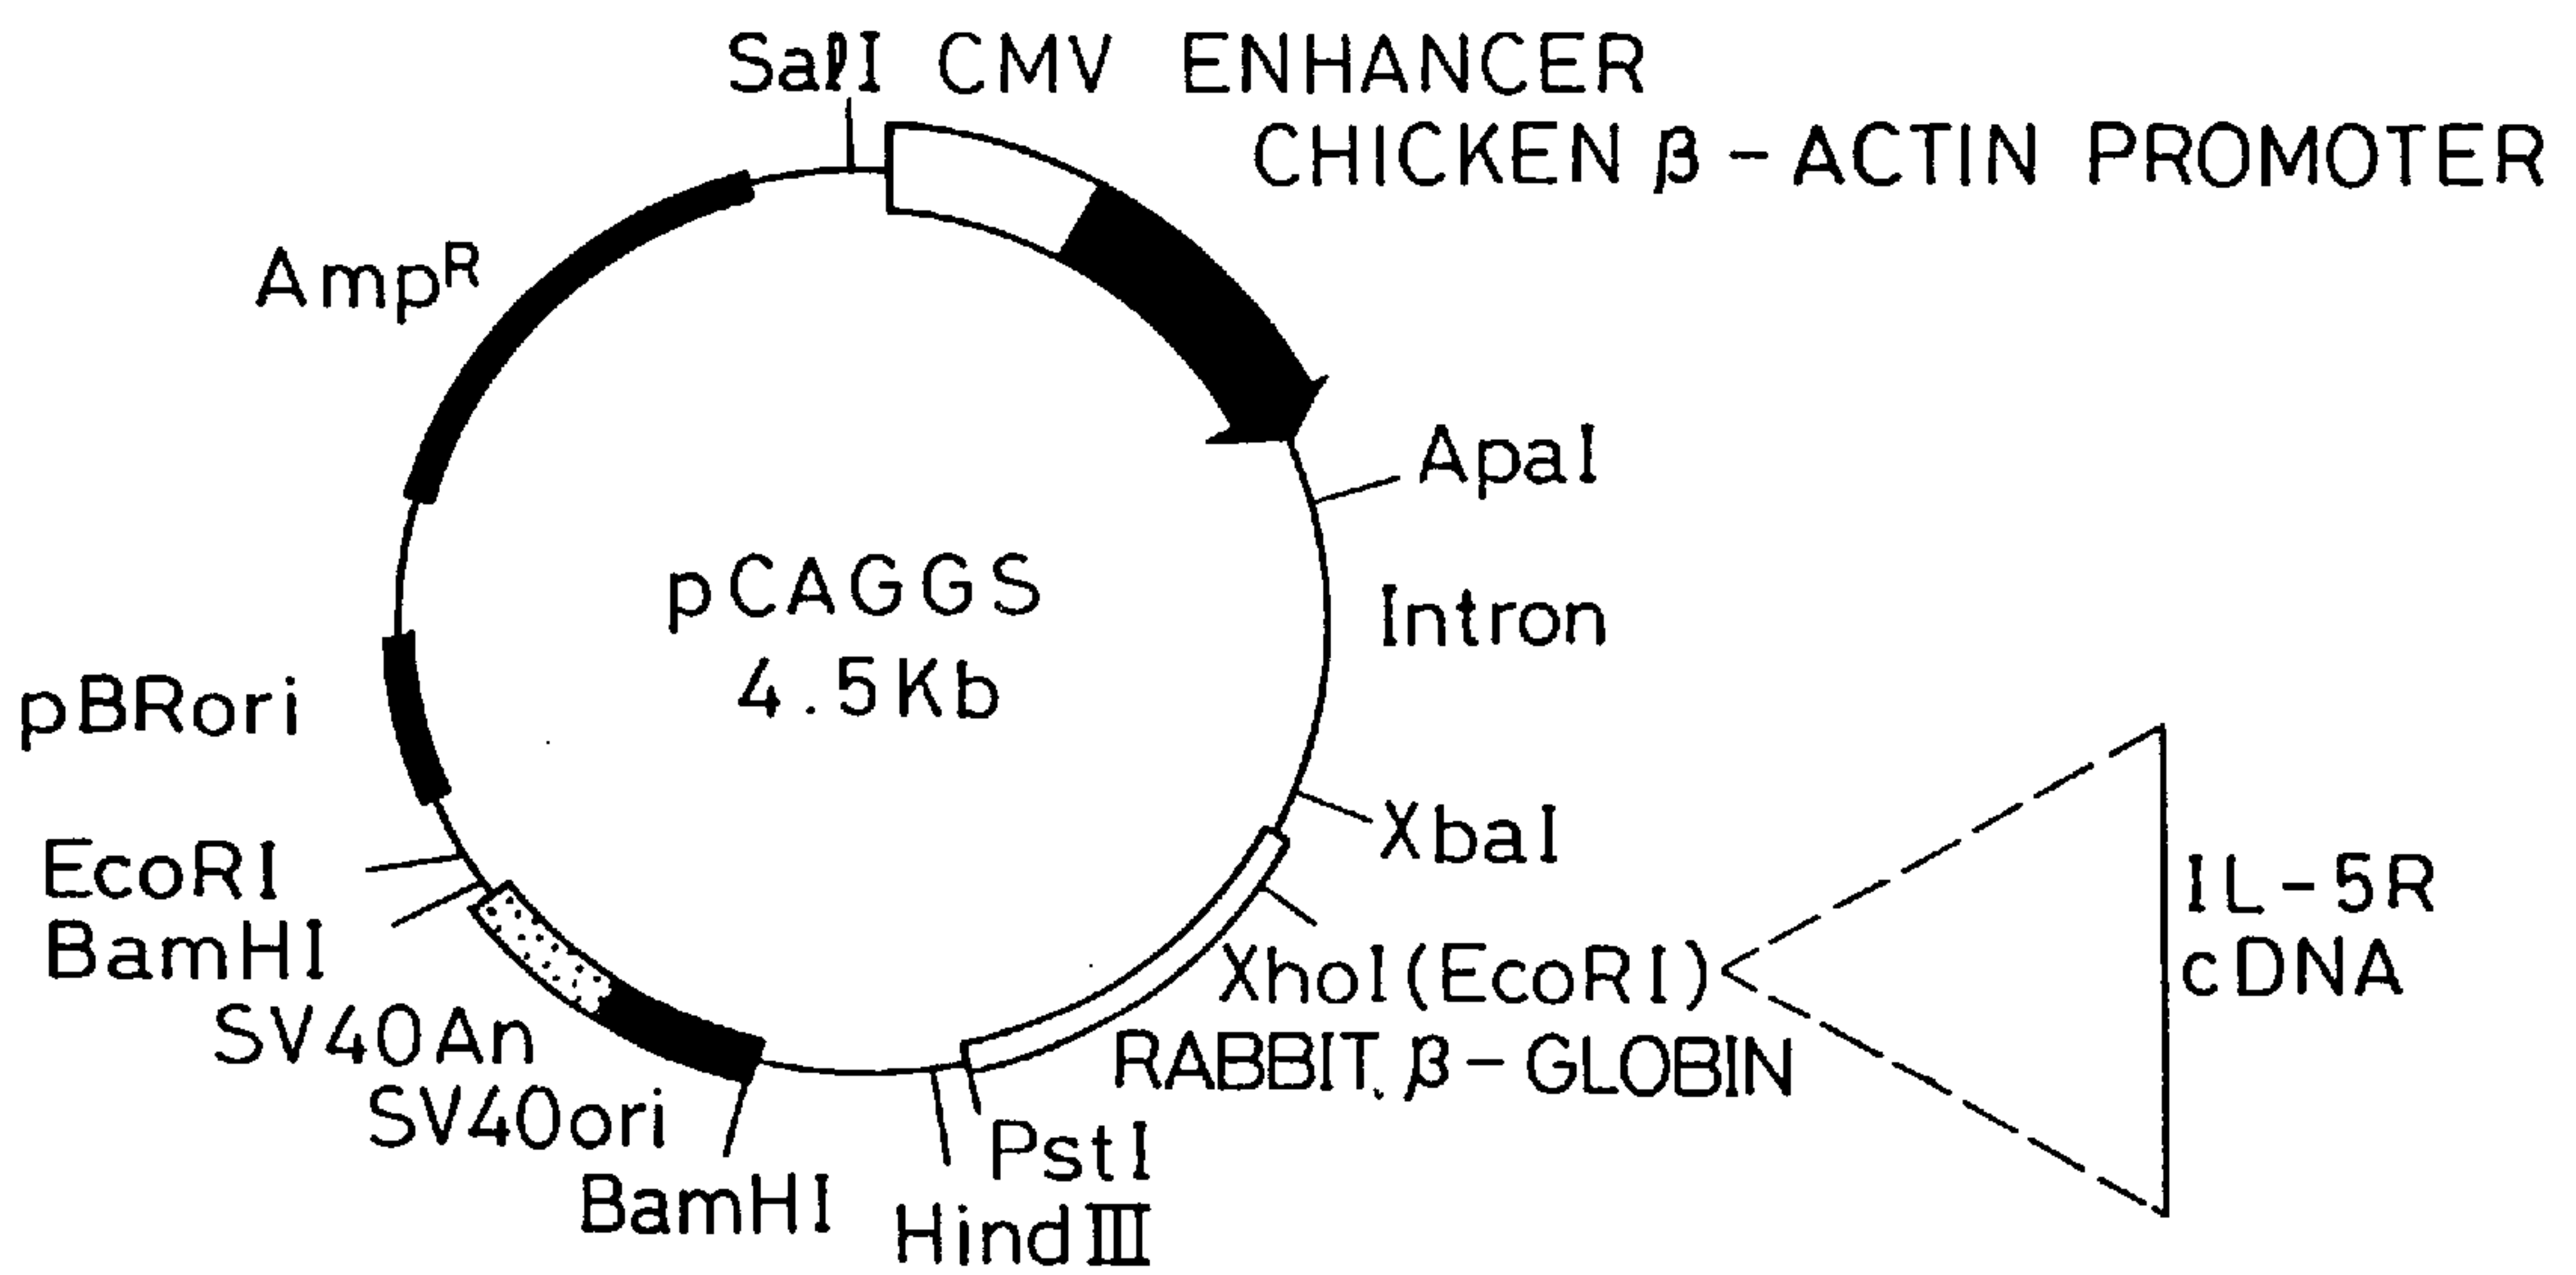 SalI CMV ENHANCER
CHICKEN β-ACTIN PROMOTER
Amp^R
ApaI
pCAGGS
4.5Kb
Intron
pBRori
XbaI
EcoRI
BamHI
IL-5R
cDNA
XhoI(EcoRI)
SV40An
RABBIT β-GLOBIN
SV40ori
PstI
BamHI
HindIII